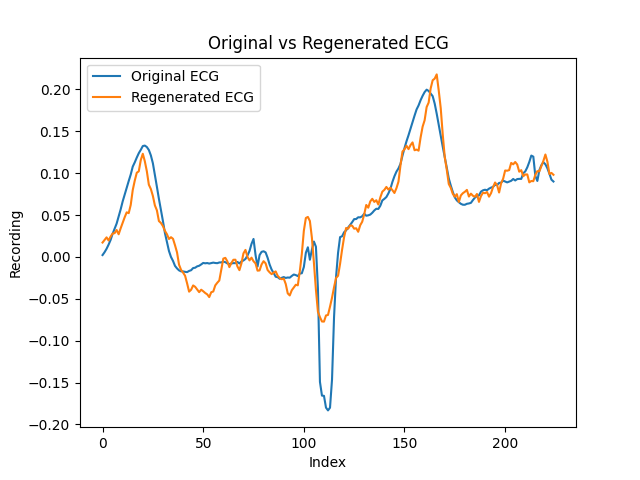 Original vs Regenerated ECG
Original ECG
Regenerated ECG
0.20
0.15
0.10
0.05
0.00
−0.05
−0.10
−0.15
−0.20
Recording
0
50
100
150
200
Index